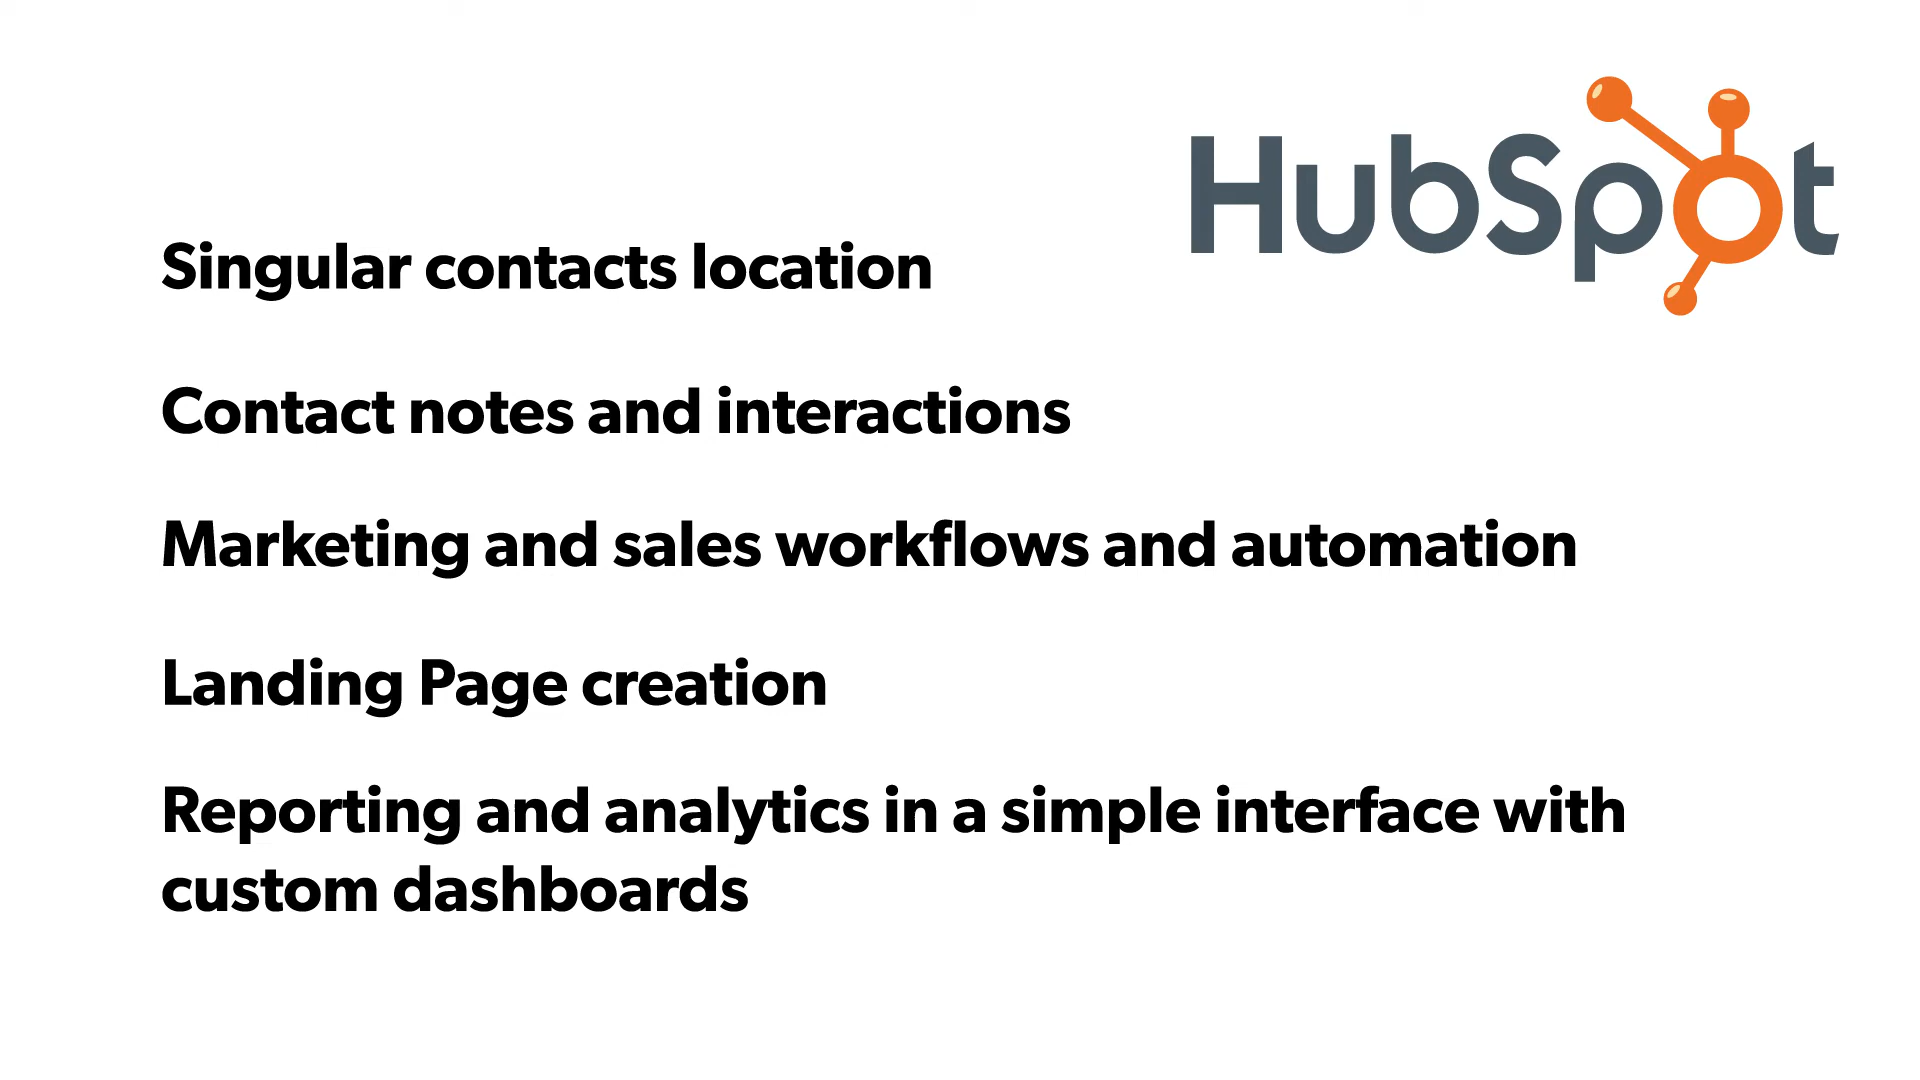 HubSpot
Singular contacts location
Contact notes and interactions
Marketing and sales workflows and automation
Landing Page creation
Reporting and analytics in a simple interface with
custom dashboards